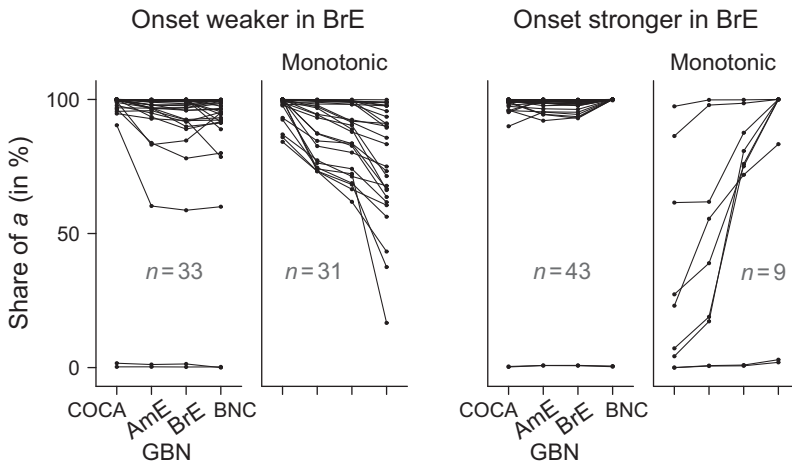 Onset weaker in BrE
Onset stronger in BrE
Monotonic
Monotonic
Share of a (in %)
100
50
0
n=33
n=31
n=43
n=9
COCA
AmE
BrE
BNC
GBN
COCA
AmE
BrE
BNC
GBN